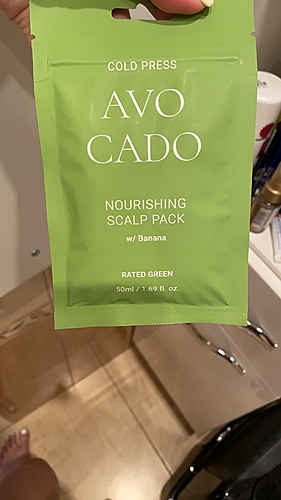 COLD PRESS
AVO
CADO
NOURISHING
SCALP PACK
w/ Banana
RATED GREEN
50ml / 1.69 fl. oz.